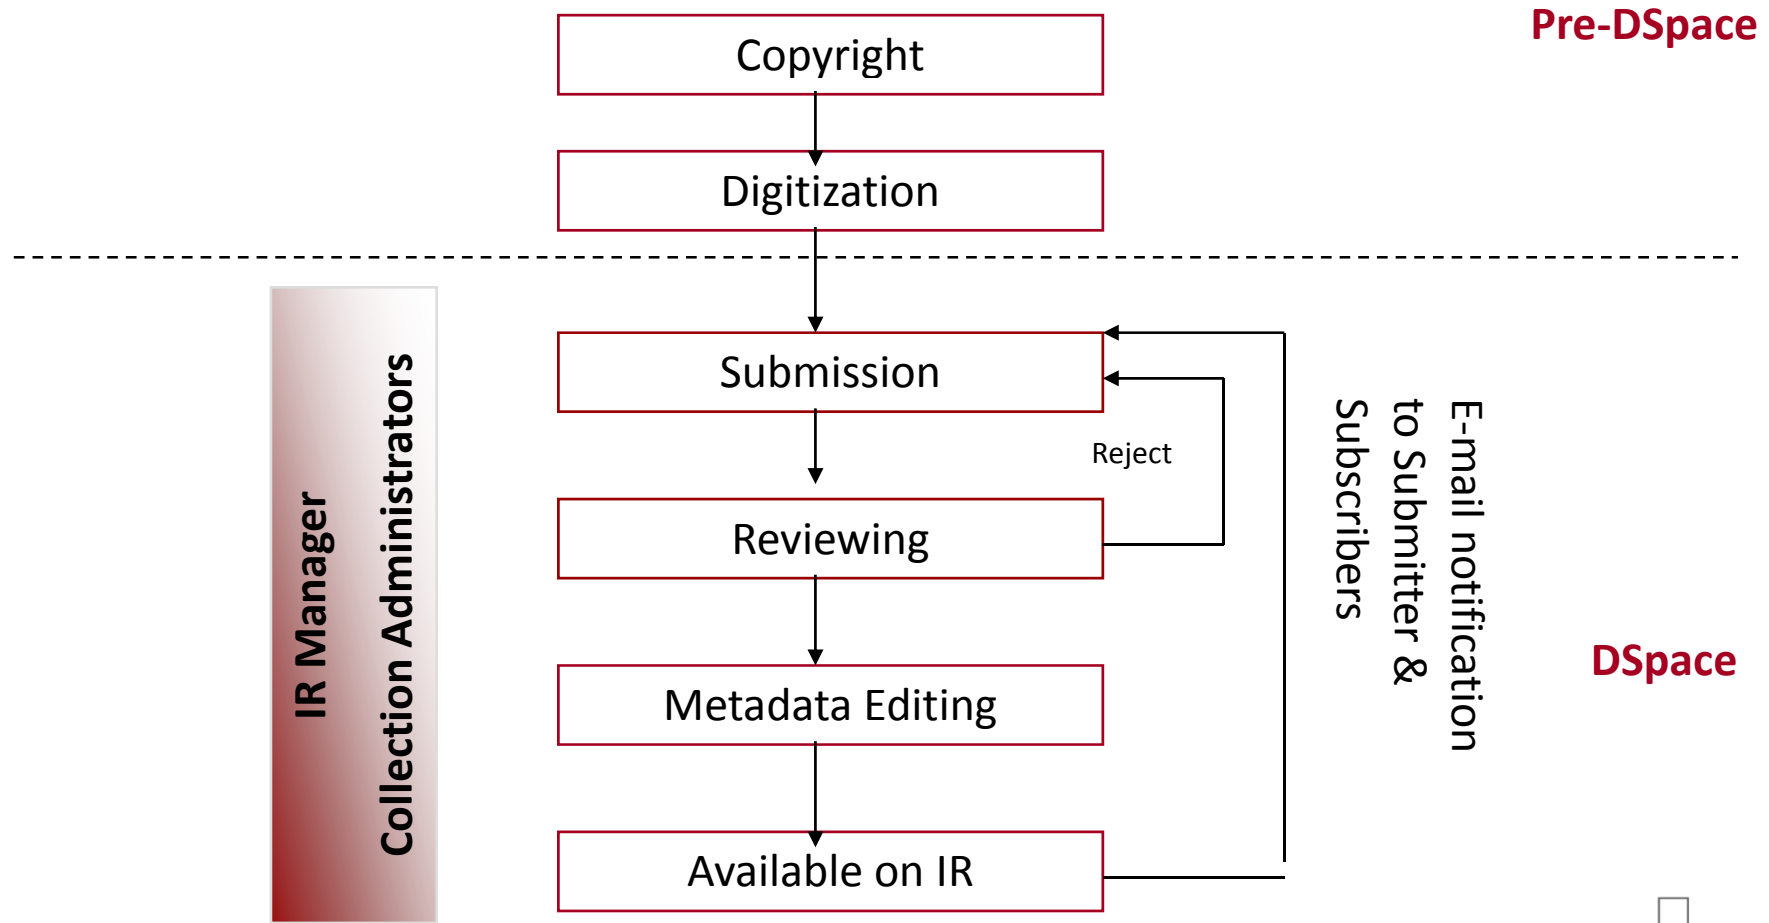 Pre-DSpace
Copyright
Digitization
Submission
Reject
Reviewing
Metadata Editing
Available on IR
IR Manager
Collection Administrators
E-mail notification
to Submitter &
Subscribers
DSpace